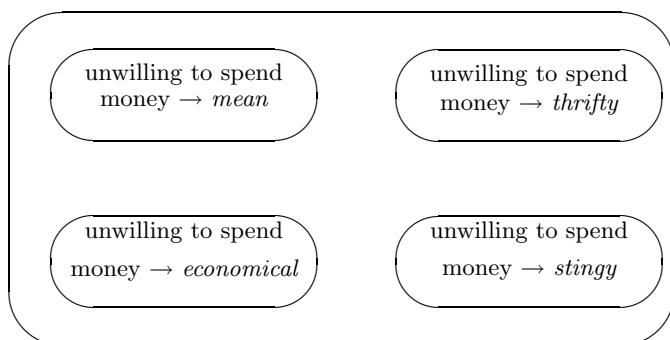 unwilling to spend
money → mean
unwilling to spend
money → thrifty
unwilling to spend
money → economical
unwilling to spend
money → stingy